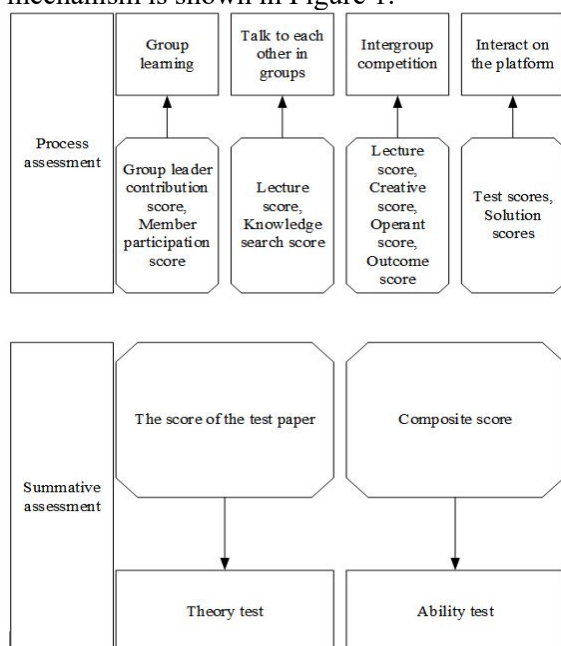 mechanism is shown in Figure 1.
Group
learning
Talk to each
other in
groups
Intergroup
competition
Interact on
the platform
Process
assessment
Group leader
contribution
score,
Member
participation
score
Lecture
score,
Knowledge
search score
Lecture
score,
Creative
score,
Operant
score,
Outcome
score
Test scores,
Solution
scores
The score of the test paper
Composite score
Summative
assessment
Theory test
Ability test